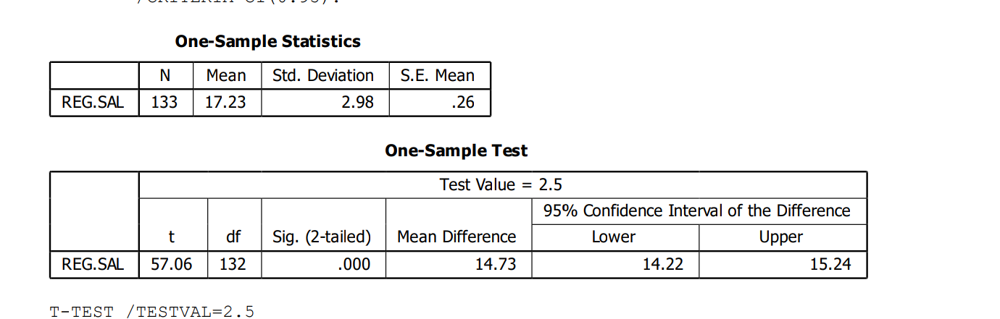 /CRITERIA CI(0.95).
One-Sample Statistics
N Mean Std. Deviation S.E. Mean
REG.SAL 133 17.23 2.98 .26
One-Sample Test
Test Value = 2.5
95% Confidence Interval of the Difference
t df Sig. (2-tailed) Mean Difference Lower Upper
REG.SAL 57.06 132 .000 14.73 14.22 15.24
T-TEST /TESTVAL=2.5